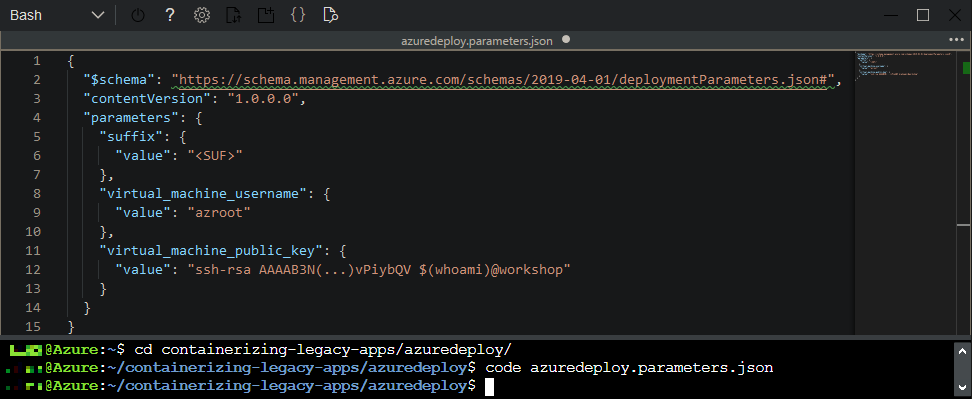 Bash
?
{}
azuredeploy.parameters.json
1 {
2 "$schema": "https://schema.management.azure.com/schemas/2019-04-01/deploymentParameters.json#",
3 "contentVersion": "1.0.0.0",
4 "parameters": {
5 "suffix": {
6 "value": "<SUF>"
7 },
8 "virtual_machine_username": {
9 "value": "azroot"
10 },
11 "virtual_machine_public_key": {
12 "value": "ssh-rsa AAAAB3N(...)vPiybQV $(whoami)@workshop"
13 }
14 }
15 }
@Azure:~$ cd containerizing-legacy-apps/azuredeploy/
@Azure:~/containerizing-legacy-apps/azuredeploy$ code azuredeploy.parameters.json
@Azure:~/containerizing-legacy-apps/azuredeploy$